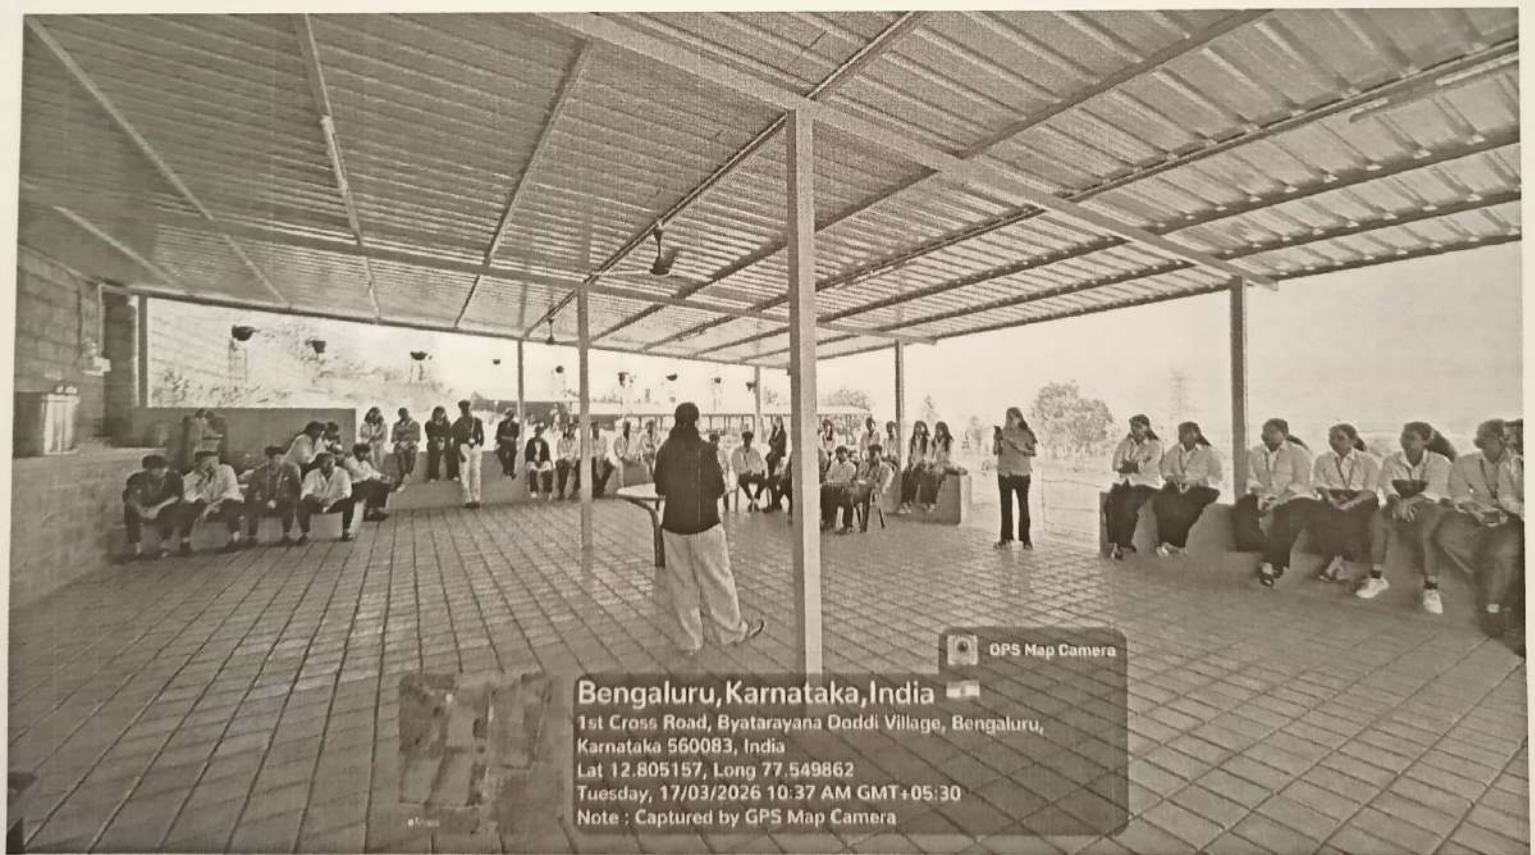 GPS Map Camera
Bengaluru, Karnataka, India
1st Cross Road, Byatarayana Doddi Village, Bengaluru,
Karnataka 560083, India
Lat 12.805157, Long 77.549862
Tuesday, 17/03/2026 10:37 AM GMT+05:30
Note : Captured by GPS Map Camera